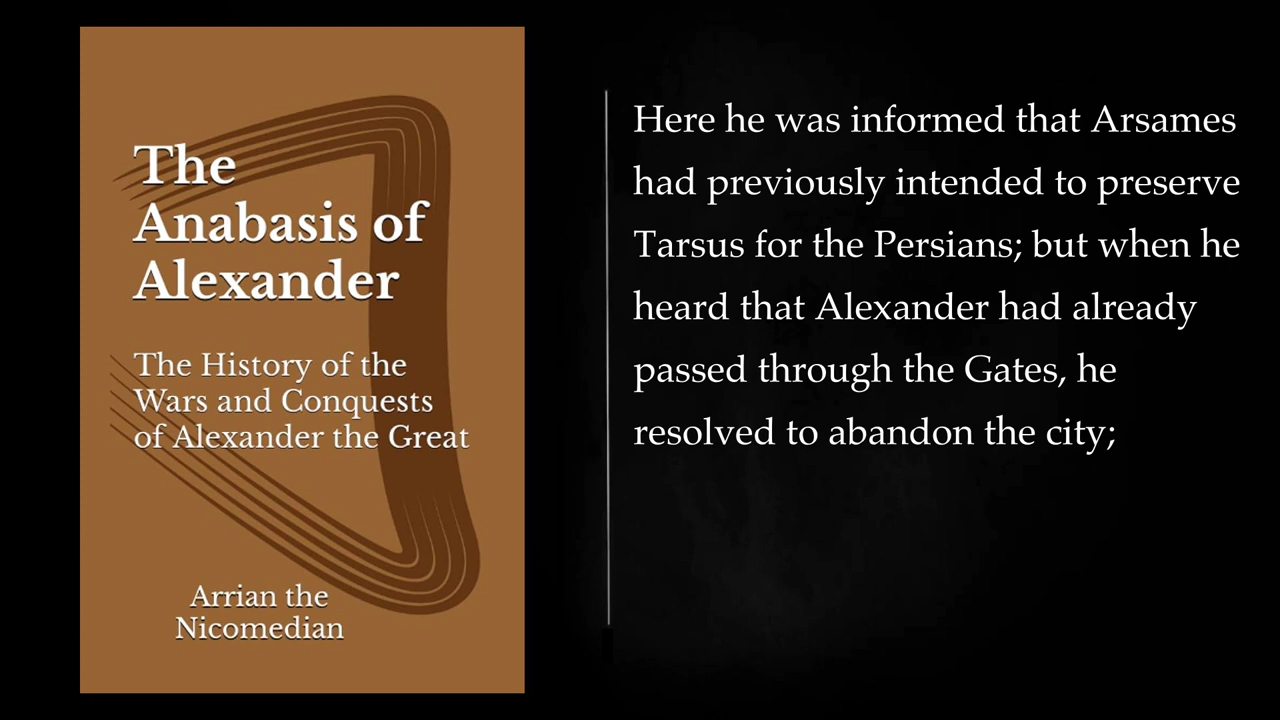 The
Anabasis of
Alexander
The History of the
Wars and Conquests
of Alexander the Great
Arrian the
Nicomedian
Here he was informed that Arsames
had previously intended to preserve
Tarsus for the Persians; but when he
heard that Alexander had already
passed through the Gates, he
resolved to abandon the city;